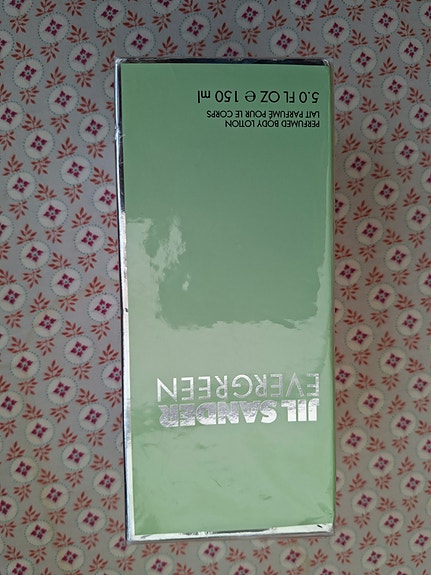 JIL SANDER
EVERGREEN
PERFUMED BODY LOTION
LAIT PARFUMÉ POUR LE CORPS
5.0 FL OZ ℮ 150 ml